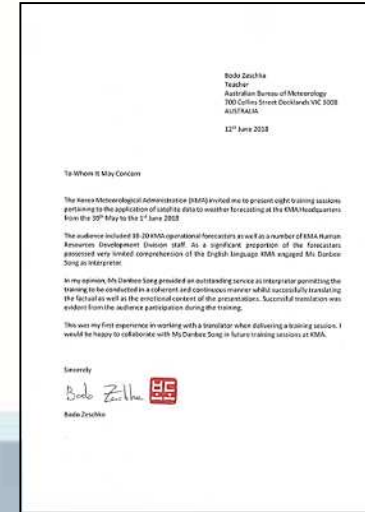 Bodo Zeschke
Teacher
Australian Bureau of Meteorology
700 Collins Street Docklands VIC 3008
AUSTRALIA
12th June 2018
To Whom It May Concern
The Korea Meteorological Administration (KMA) invited me to present eight training sessions
pertaining to the application of satellite data to weather forecasting at the KMA Headquarters
from the 30th May to the 1st June 2018
The audience included 18-20 KMA operational forecasters as well as a number of KMA Human
Resources Development Division staff. As a significant proportion of the forecasters
possessed very limited comprehension of the English language KMA engaged Ms Danbee
Song as interpreter.
In my opinion, Ms Danbee Song provided an outstanding service as interpreter permitting the
training to be conducted in a coherent and continuous manner whilst successfully translating
the factual as well as the emotional content of the presentations. Successful translation was
evident from the audience participation during the training.
This was my first experience in working with a translator when delivering a training session. I
would be happy to collaborate with Ms Danbee Song in future training sessions at KMA.
Sincerely
Bodo Zeschke
Bodo Zeschke